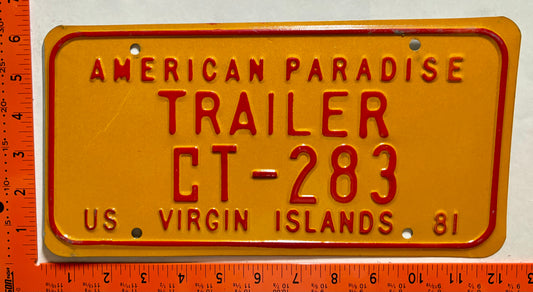 AMERICAN PARADISE
TRAILER
CT-283
US VIRGIN ISLANDS 81